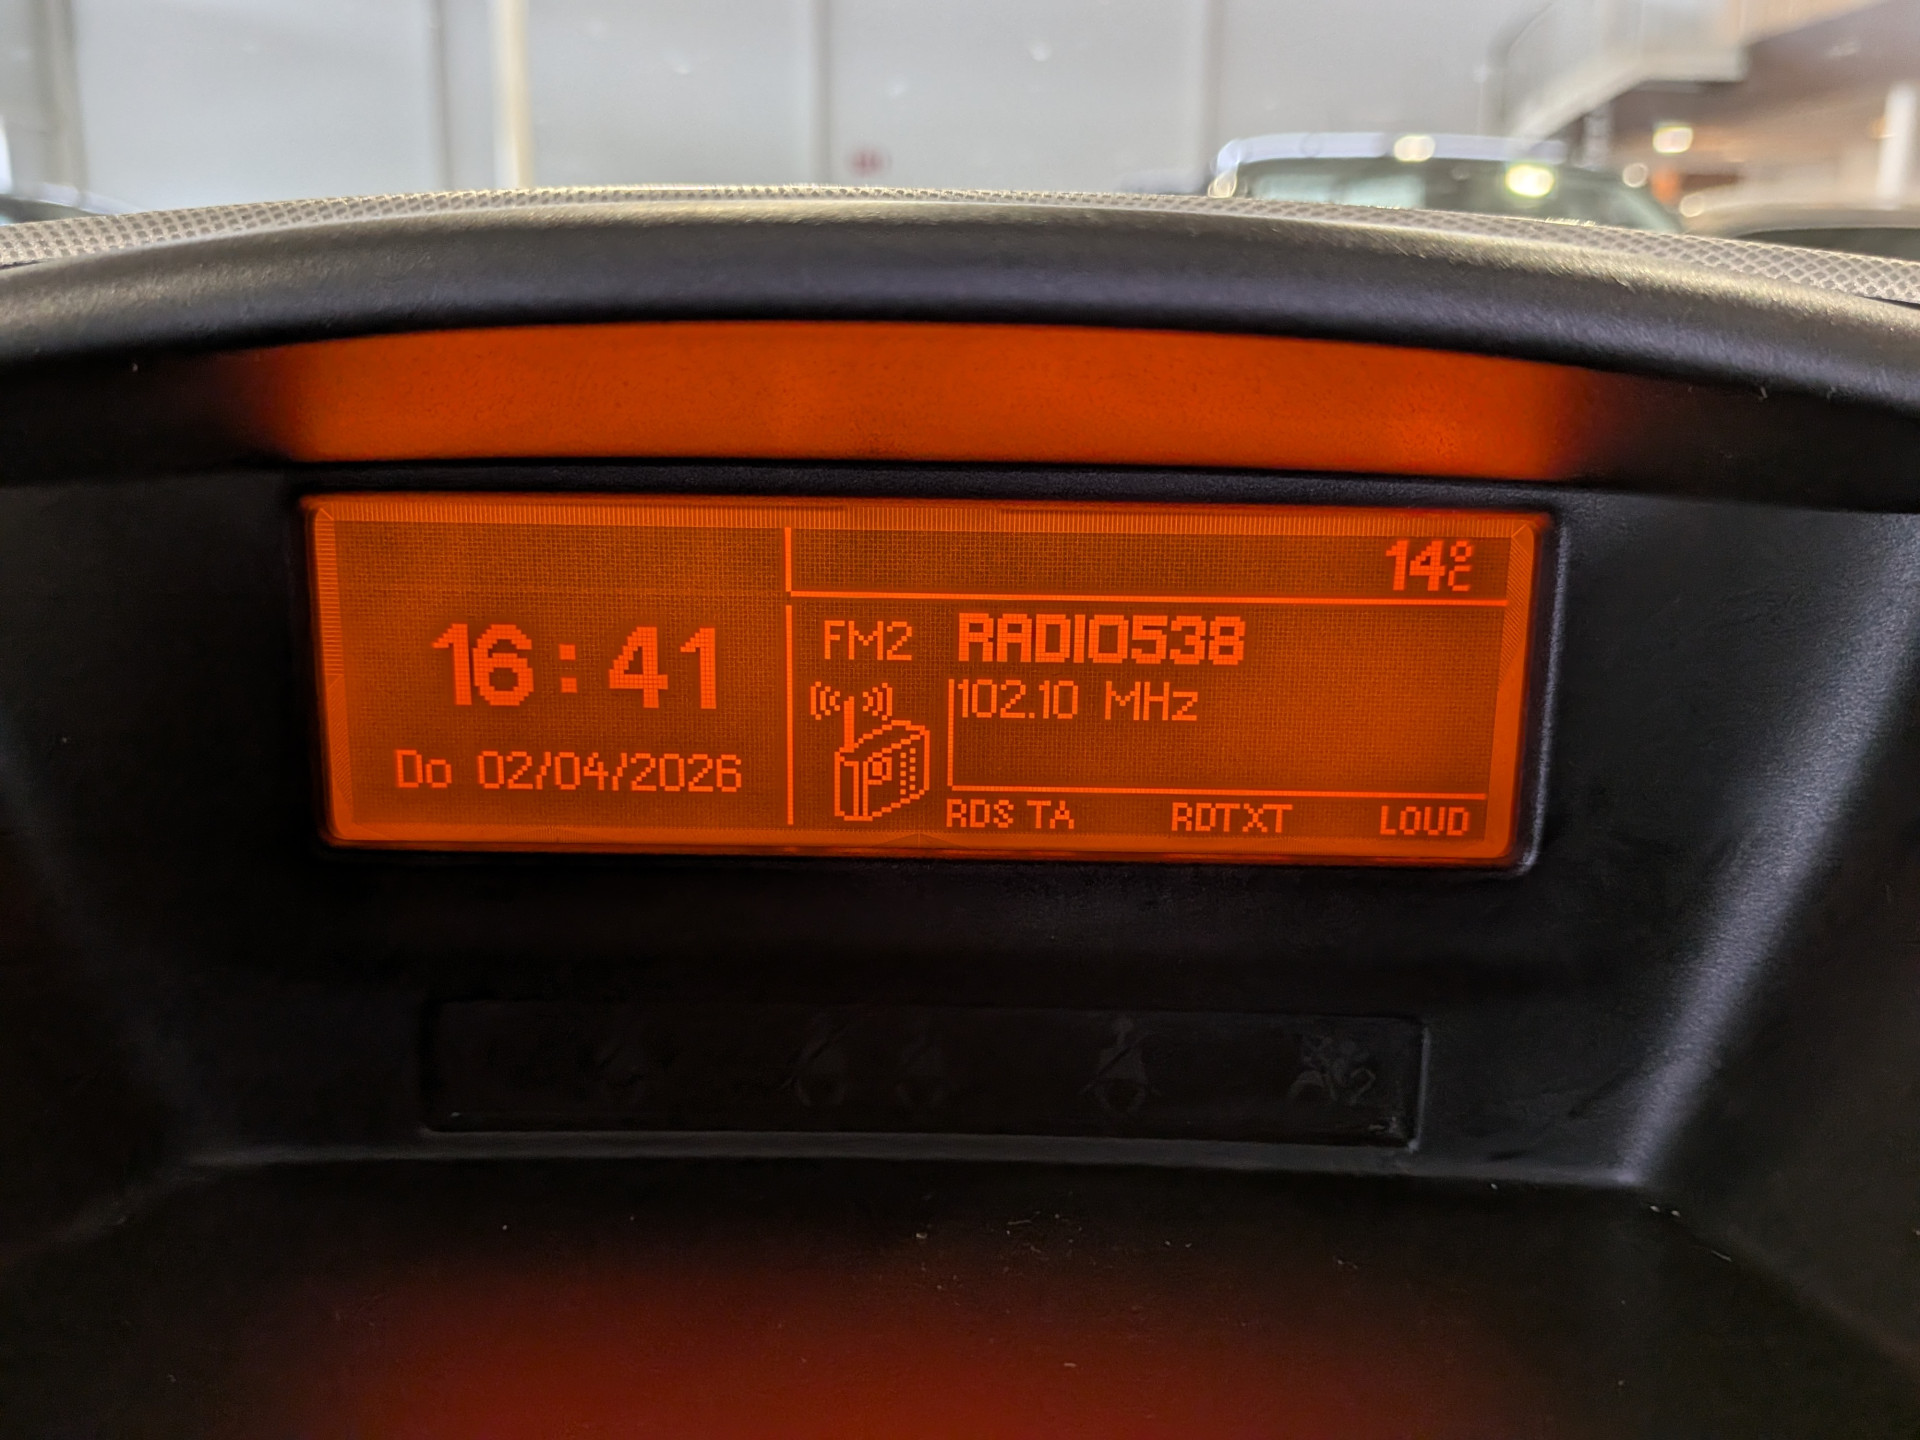 14°C
16:41
Do 02/04/2026
FM2 RADIO538
102.10 MHz
RDS TA RDTXT LOUD